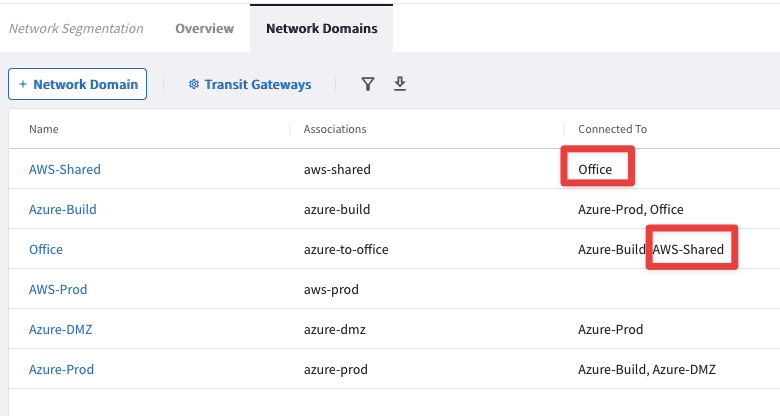 Network Segmentation Overview Network Domains
+ Network Domain Transit Gateways
Name Associations Connected To
AWS-Shared aws-shared Office
Azure-Build azure-build Azure-Prod, Office
Office azure-to-office Azure-Build AWS-Shared
AWS-Prod aws-prod
Azure-DMZ azure-dmz Azure-Prod
Azure-Prod azure-prod Azure-Build, Azure-DMZ